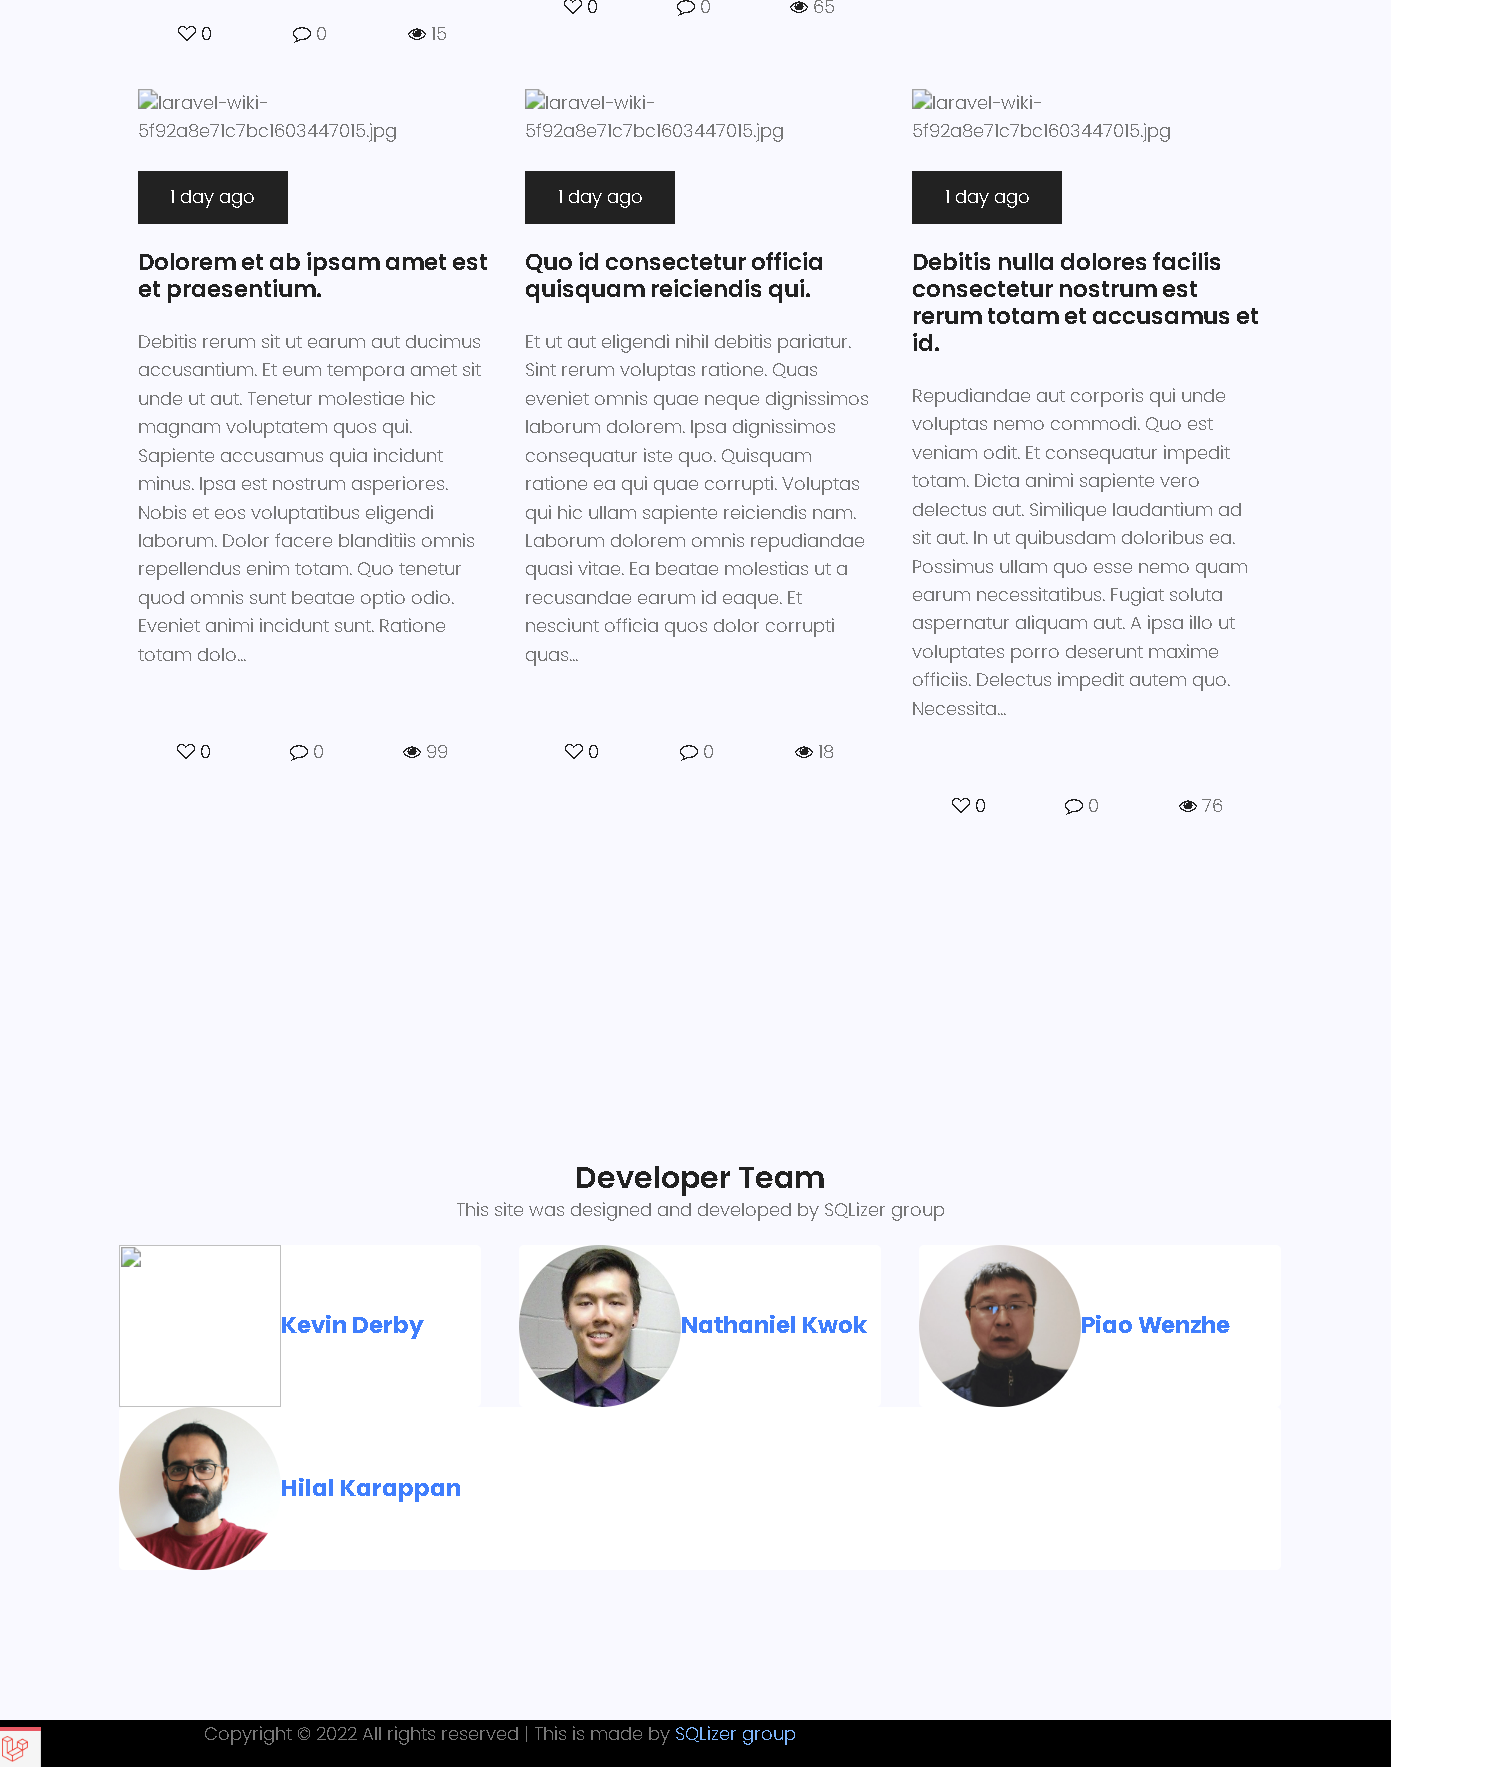 0 0 65
0 0 15
laravel-wiki-
5f92a8e71c7bc1603447015.jpg
1 day ago
Dolorem et ab ipsam amet est
et praesentium.
Debitis rerum sit ut earum aut ducimus
accusantium. Et eum tempora amet sit
unde ut aut. Tenetur molestiae hic
magnam voluptatem quos qui.
Sapiente accusamus quia incidunt
minus. Ipsa est nostrum asperiores.
Nobis et eos voluptatibus eligendi
laborum. Dolor facere blanditiis omnis
repellendus enim totam. Quo tenetur
quod omnis sunt beatae optio odio.
Eveniet animi incidunt sunt. Ratione
totam dolo...
0 0 99
laravel-wiki-
5f92a8e71c7bc1603447015.jpg
1 day ago
Quo id consectetur officia
quisquam reiciendis qui.
Et ut aut eligendi nihil debitis pariatur.
Sint rerum voluptas ratione. Quas
eveniet omnis quae neque dignissimos
laborum dolorem. Ipsa dignissimos
consequatur iste quo. Quisquam
ratione ea qui quae corrupti. Voluptas
qui hic ullam sapiente reiciendis nam.
Laborum dolorem omnis repudiandae
quasi vitae. Ea beatae molestias ut a
recusandae earum id eaque. Et
nesciunt officia quos dolor corrupti
quas...
0 0 18
laravel-wiki-
5f92a8e71c7bc1603447015.jpg
1 day ago
Debitis nulla dolores facilis
consectetur nostrum est
rerum totam et accusamus et
id.
Repudiandae aut corporis qui unde
voluptas nemo commodi. Quo est
veniam odit. Et consequatur impedit
totam. Dicta animi sapiente vero
delectus aut. Similique laudantium ad
sit aut. In ut quibusdam doloribus ea.
Possimus ullam quo esse nemo quam
earum necessitatibus. Fugiat soluta
aspernatur aliquam aut. A ipsa illo ut
voluptates porro deserunt maxime
officiis. Delectus impedit autem quo.
Necessita...
0 0 76
Developer Team
This site was designed and developed by SQLizer group
Kevin Derby
Nathaniel Kwok
Piao Wenzhe
Hilal Karappan
Copyright © 2022 All rights reserved | This is made by SQLizer group